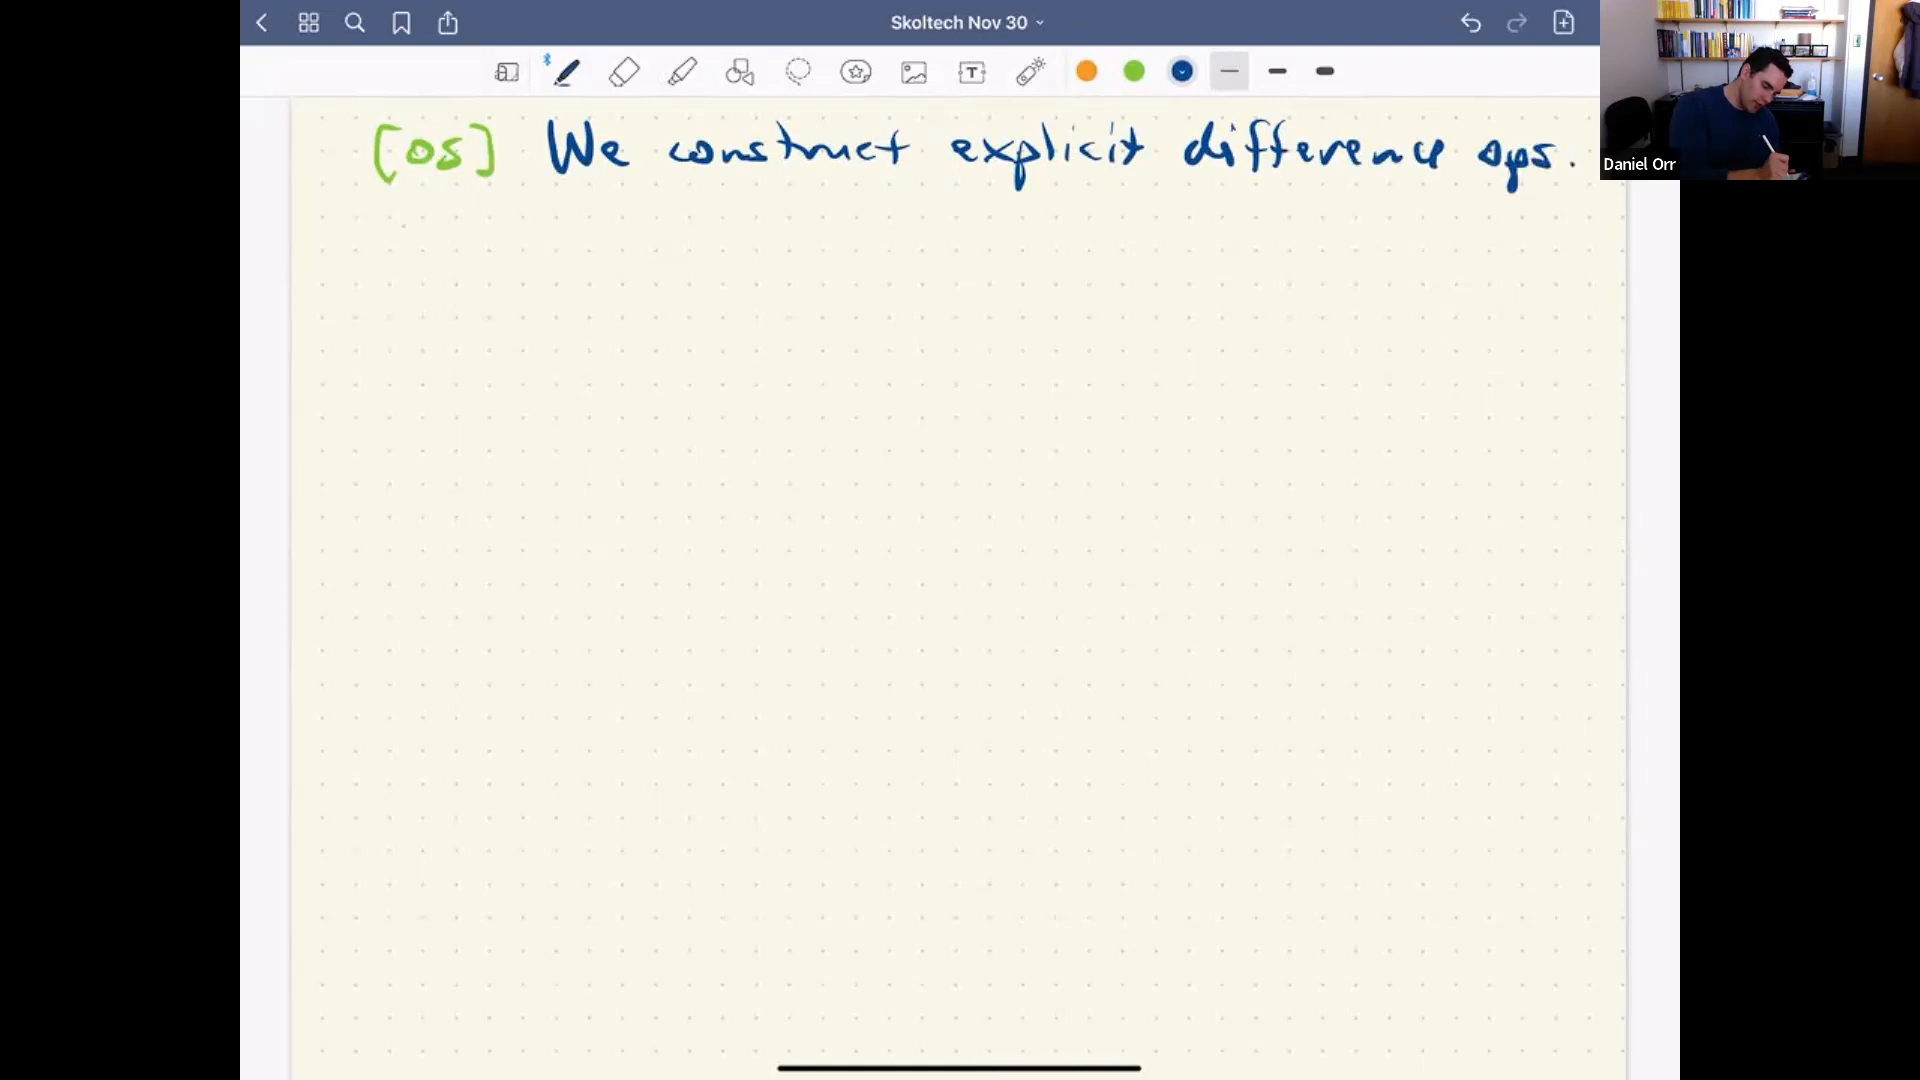 Skoltech Nov 30
[OS] We construct explicit difference ops.
Daniel Orr